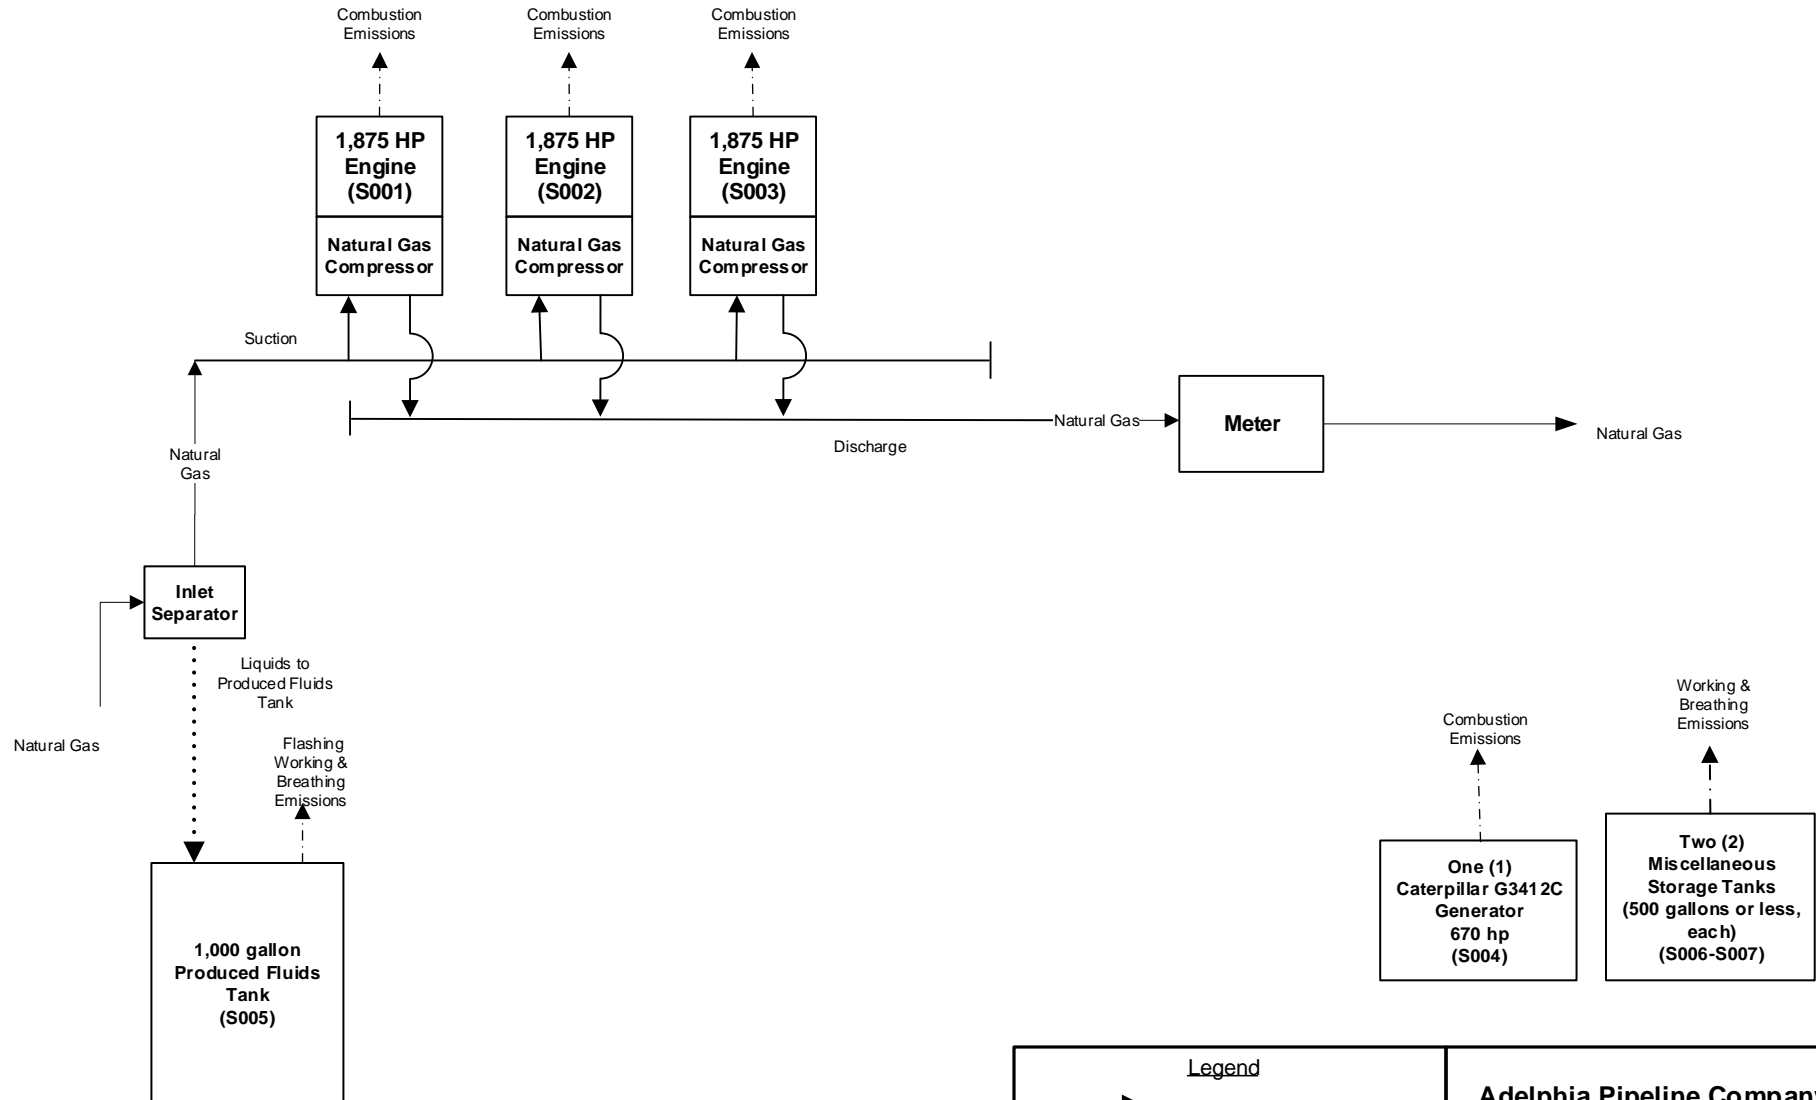 Combustion
Emissions
Combustion
Emissions
Combustion
Emissions
1,875 HP
Engine
(S001)
1,875 HP
Engine
(S002)
1,875 HP
Engine
(S003)
Natural Gas
Compressor
Natural Gas
Compressor
Natural Gas
Compressor
Suction
Natural Gas
Meter
Natural Gas
Discharge
Natural
Gas
Inlet
Separator
Liquids to
Produced Fluids
Tank
Natural Gas
Flashing
Working &
Breathing
Emissions
1,000 gallon
Produced Fluids
Tank
(S005)
Combustion
Emissions
Working &
Breathing
Emissions
One (1)
Caterpillar G3412C
Generator
670 hp
(S004)
Two (2)
Miscellaneous
Storage Tanks
(500 gallons or less,
each)
(S006-S007)
Legend
Adelphia Pipeline Company